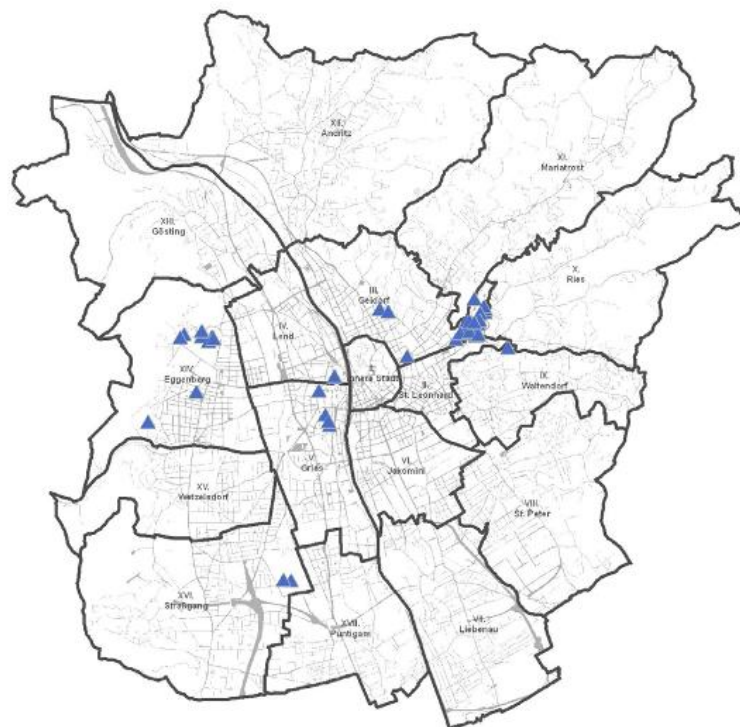 XII.
Andritz
XI.
Mariatrost
XIII.
Gösting
X.
Ries
III.
Geidorf
IV.
Lend
I.
Innere Stadt
XIV.
Eggenberg
IX.
Waltendorf
II.
St. Leonhard
V.
Gries
VI.
Jakomini
XV.
Wetzelsdorf
VIII.
St. Peter
XVI.
Straßgang
XVII.
Puntigam
VII.
Liebenau